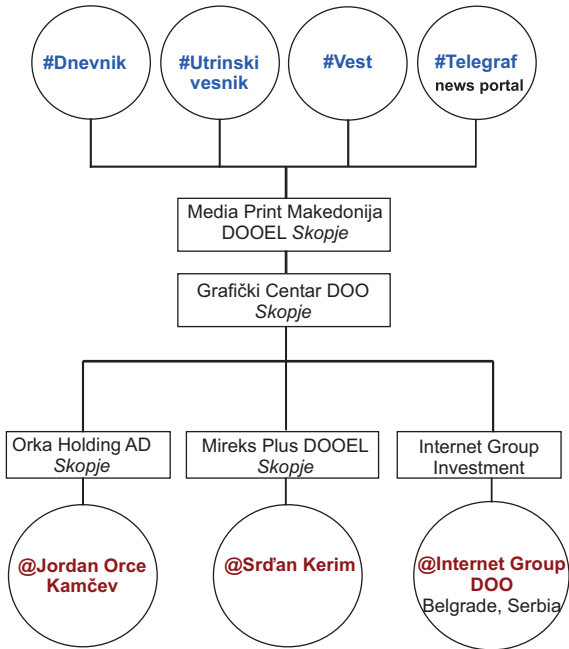 #Dnevnik
#Utrinski
vesnik
#Vest
#Telegraf
news portal
Media Print Makedonija
DOOEL Skopje
Grafički Centar DOO
Skopje
Orka Holding AD
Skopje
Mireks Plus DOOEL
Skopje
Internet Group
Investment
@Jordan Orce
Kamčev
@Srđan Kerim
@Internet Group
DOO
Belgrade, Serbia